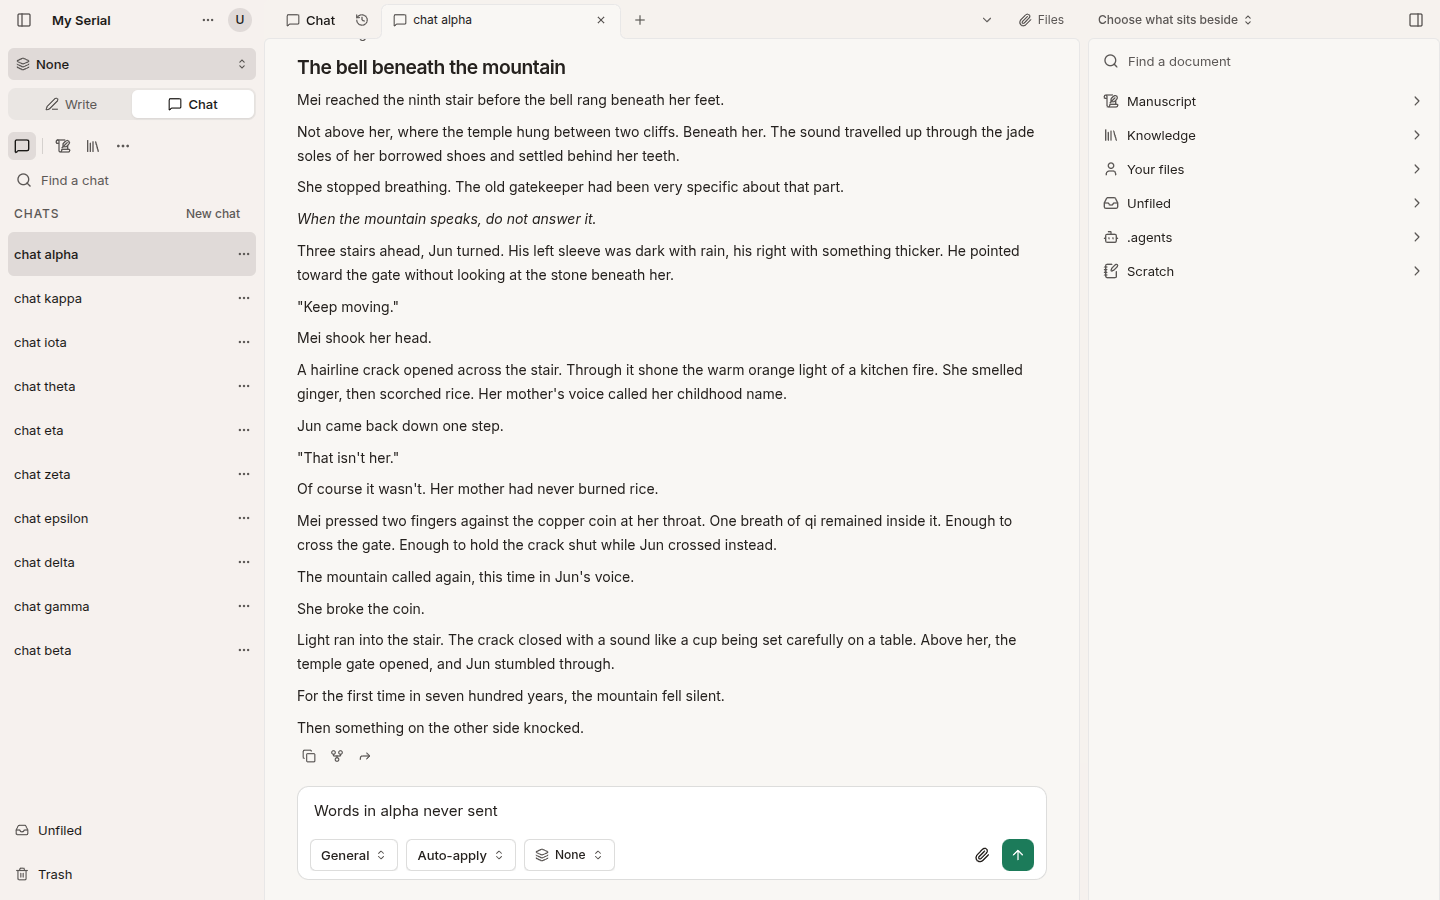 My Serial
U
None
Write
Chat
Find a chat
CHATS
New chat
chat alpha
chat kappa
chat iota
chat theta
chat eta
chat zeta
chat epsilon
chat delta
chat gamma
chat beta
Unfiled
Trash
Chat
chat alpha
Files
The bell beneath the mountain
Mei reached the ninth stair before the bell rang beneath her feet.
Not above her, where the temple hung between two cliffs. Beneath her. The sound travelled up through the jade
soles of her borrowed shoes and settled behind her teeth.
She stopped breathing. The old gatekeeper had been very specific about that part.
When the mountain speaks, do not answer it.
Three stairs ahead, Jun turned. His left sleeve was dark with rain, his right with something thicker. He pointed
toward the gate without looking at the stone beneath her.
"Keep moving."
Mei shook her head.
A hairline crack opened across the stair. Through it shone the warm orange light of a kitchen fire. She smelled
ginger, then scorched rice. Her mother's voice called her childhood name.
Jun came back down one step.
"That isn't her."
Of course it wasn't. Her mother had never burned rice.
Mei pressed two fingers against the copper coin at her throat. One breath of qi remained inside it. Enough to
cross the gate. Enough to hold the crack shut while Jun crossed instead.
The mountain called again, this time in Jun's voice.
She broke the coin.
Light ran into the stair. The crack closed with a sound like a cup being set carefully on a table. Above her, the
temple gate opened, and Jun stumbled through.
For the first time in seven hundred years, the mountain fell silent.
Then something on the other side knocked.
Words in alpha never sent
General
Auto-apply
None
Choose what sits beside
Find a document
Manuscript
Knowledge
Your files
Unfiled
.agents
Scratch